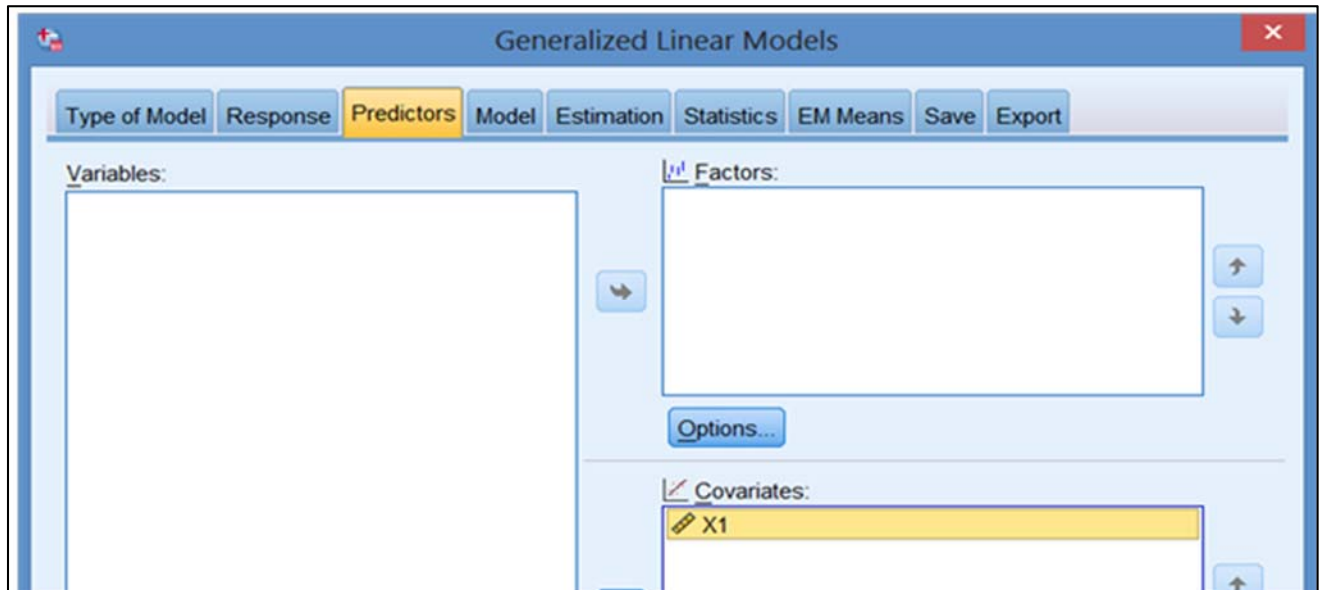 Generalized Linear Models
Type of Model Response Predictors Model Estimation Statistics EM Means Save Export
Variables:
Factors:
Options...
Covariates:
X1